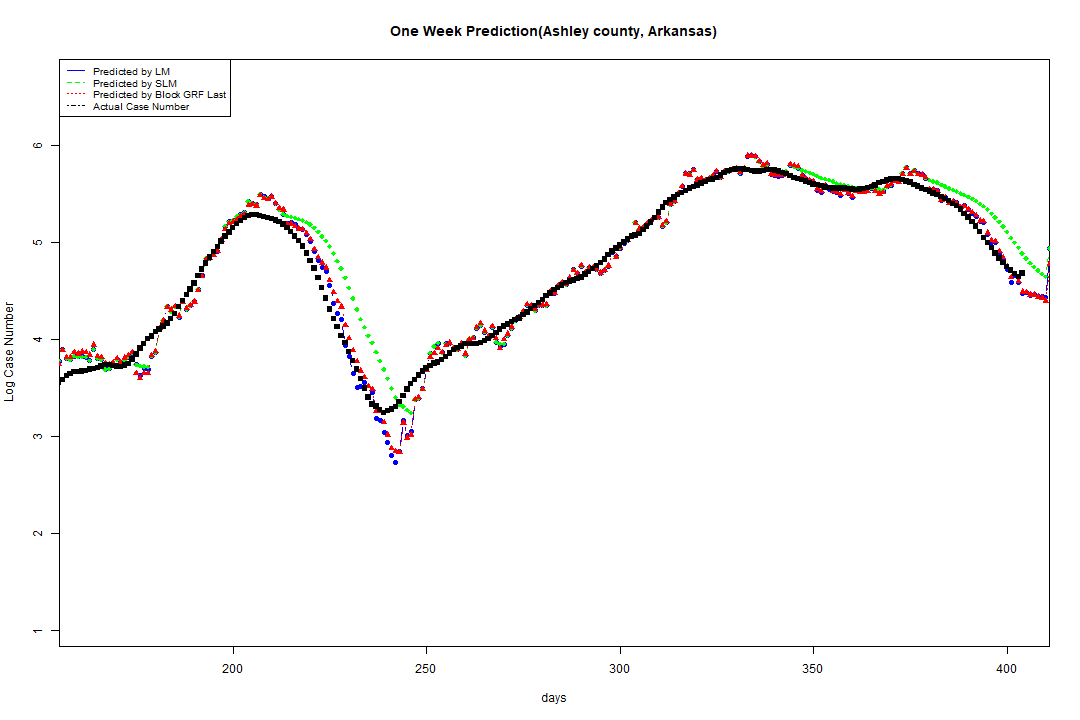 One Week Prediction(Ashley county, Arkansas)
Predicted by LM
Predicted by SLM
Predicted by Block GRF Last
Actual Case Number
6
5
4
3
2
1
Log Case Number
200 250 300 350 400
days